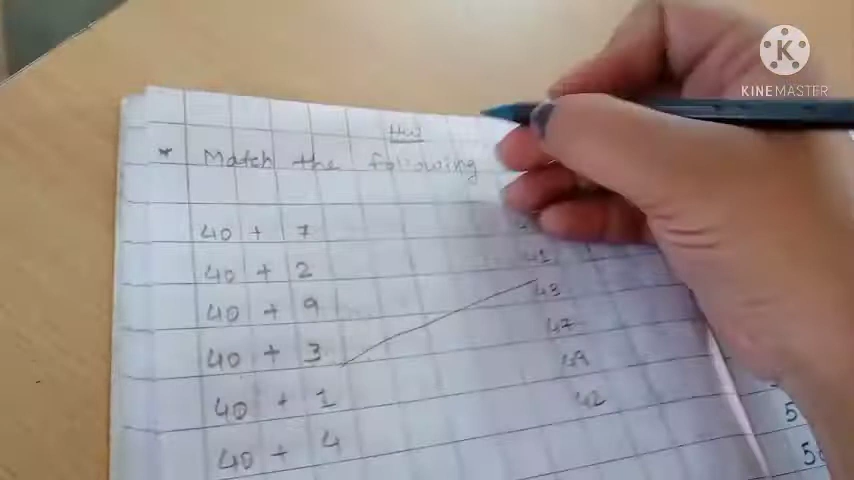 K
KINEMASTER
HW
* Match the following
40 + 7
40 + 2 41
40 + 9 43
40 + 3 47
40 + 1 49
40 + 4 42